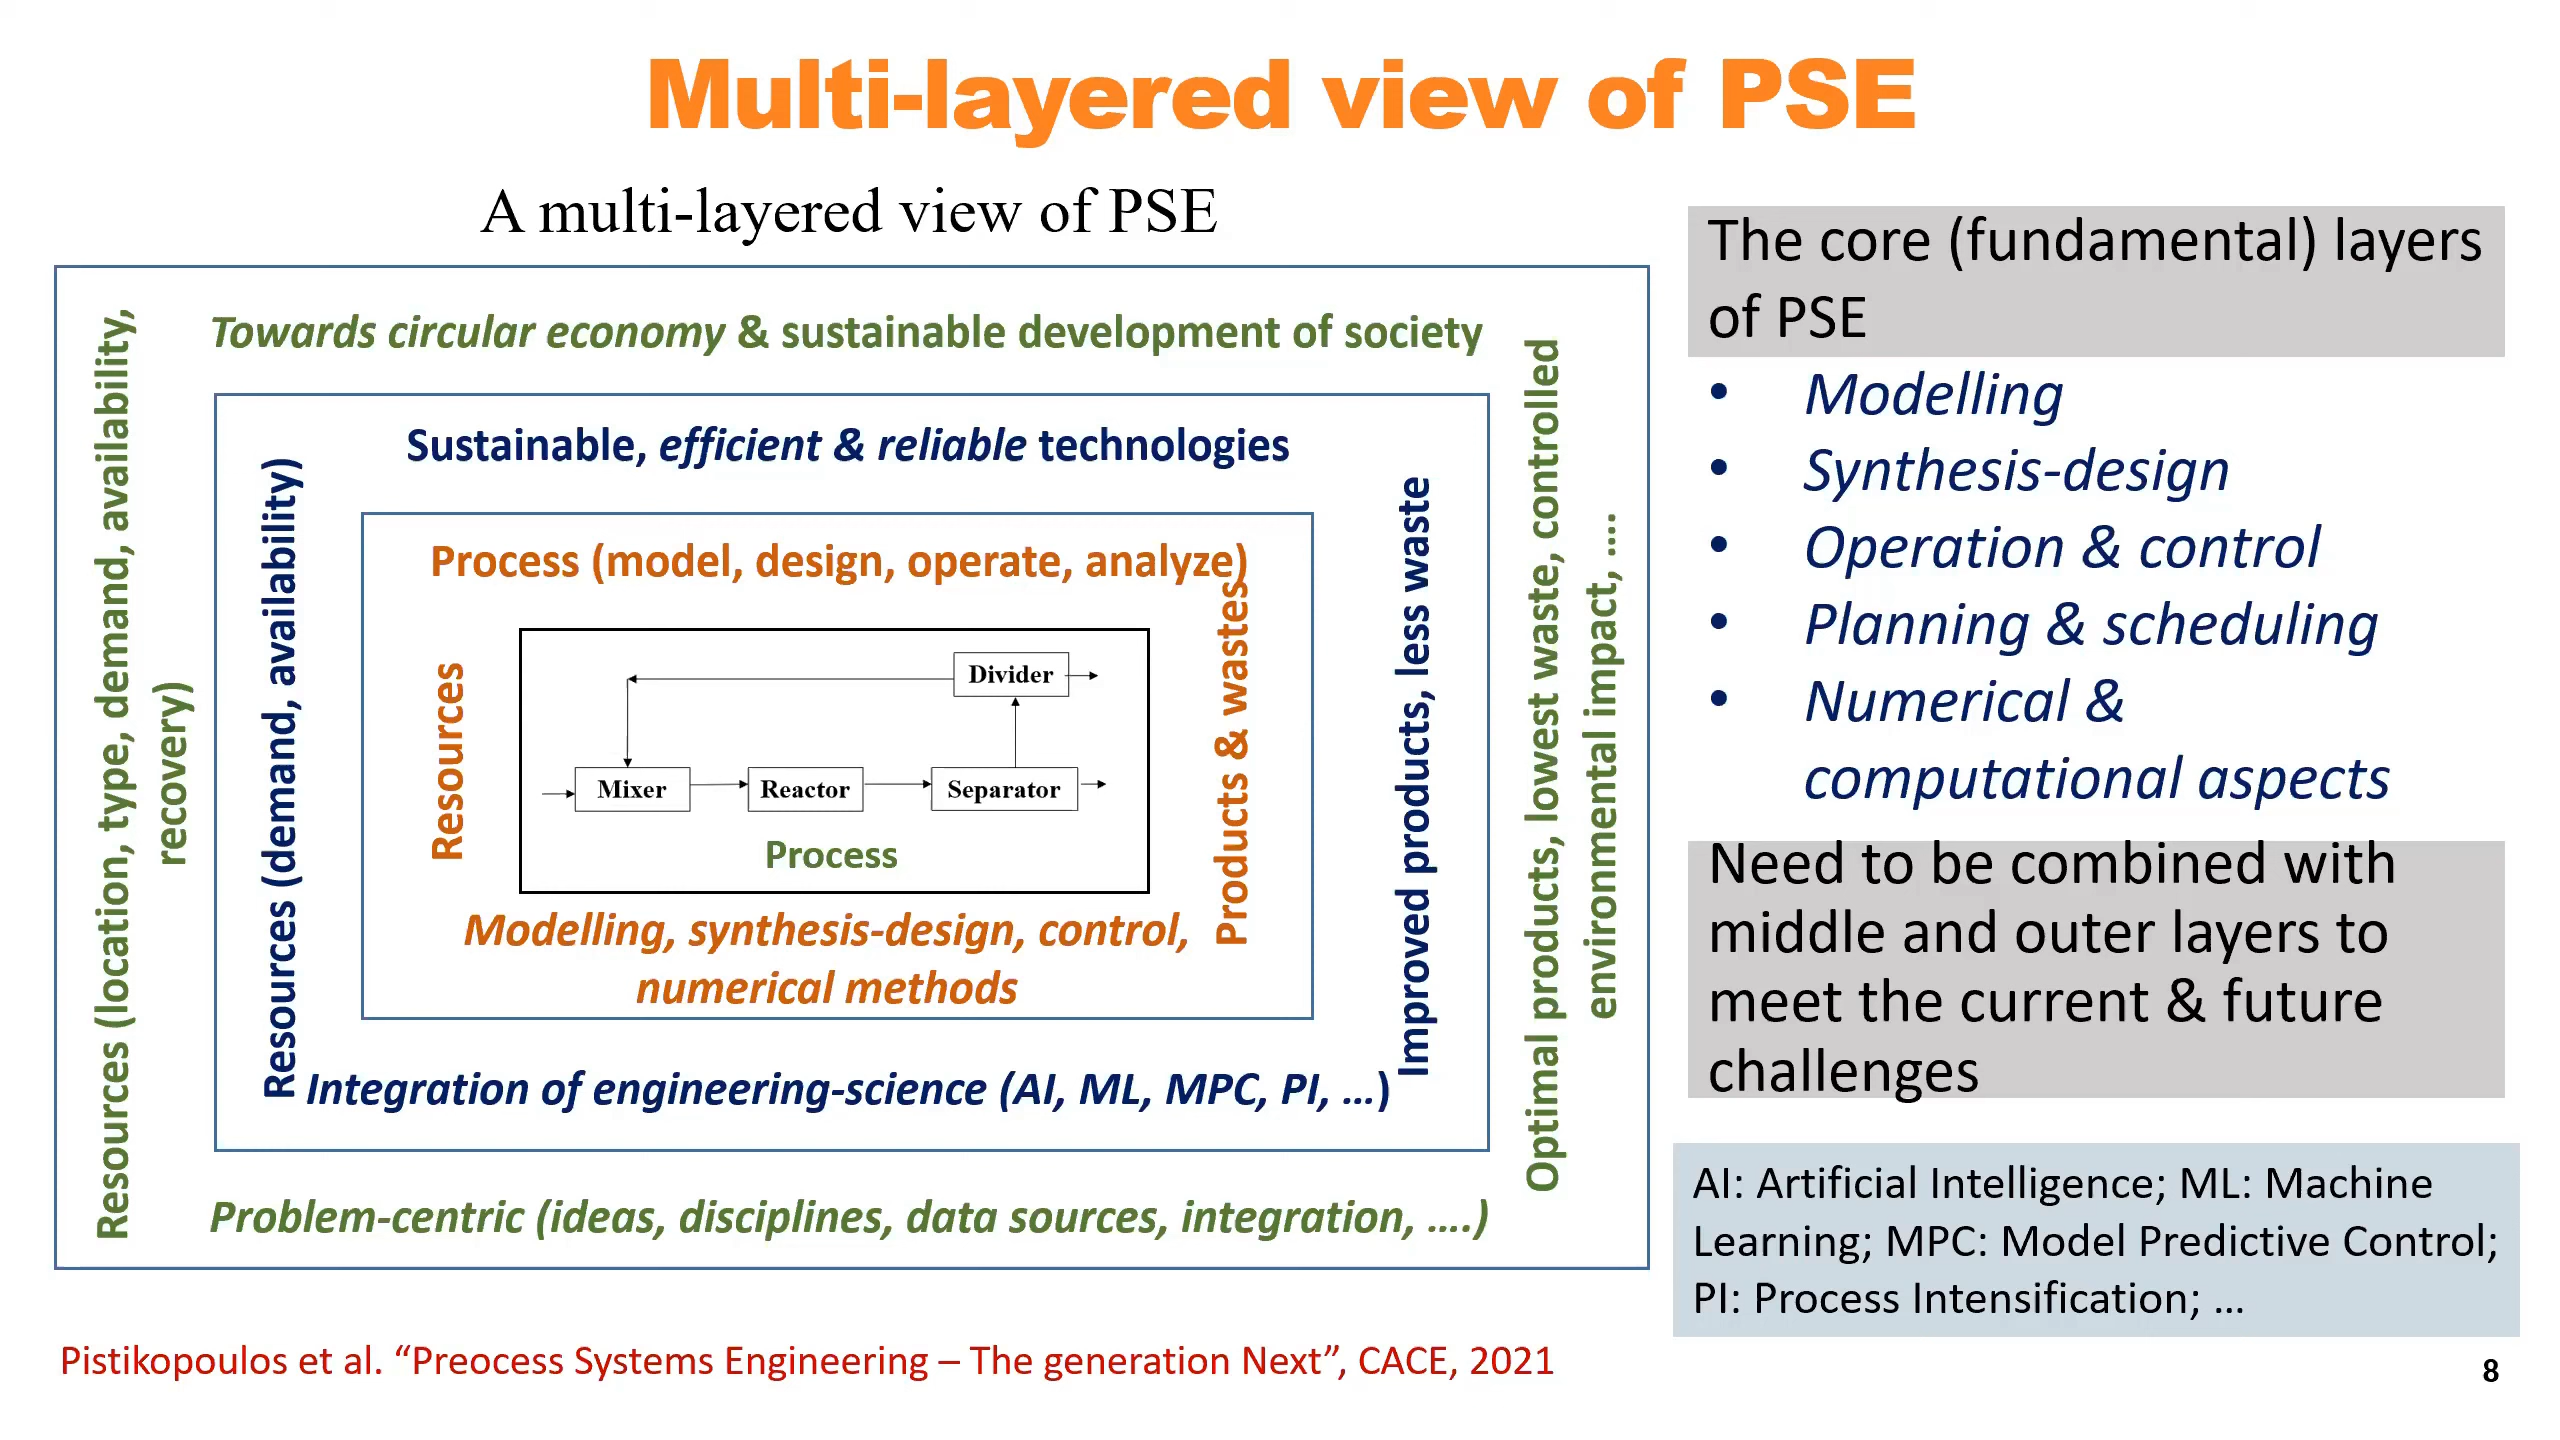 Multi-layered view of PSE
A multi-layered view of PSE
Towards circular economy & sustainable development of society
Resources (location, type, demand, availability,
recovery)
Sustainable, efficient & reliable technologies
Resources (demand, availability)
Process (model, design, operate, analyze)
Resources
Divider
Mixer
Reactor
Separator
Process
Products & wastes
Modelling, synthesis-design, control,
numerical methods
Improved products, less waste
Integration of engineering-science (AI, ML, MPC, PI, ...)
Optimal products, lowest waste, controlled
environmental impact, ....
Problem-centric (ideas, disciplines, data sources, integration, ....)
Pistikopoulos et al. “Preocess Systems Engineering – The generation Next”, CACE, 2021
The core (fundamental) layers
of PSE
• Modelling
• Synthesis-design
• Operation & control
• Planning & scheduling
• Numerical &
computational aspects
Need to be combined with
middle and outer layers to
meet the current & future
challenges
AI: Artificial Intelligence; ML: Machine
Learning; MPC: Model Predictive Control;
PI: Process Intensification; ...
8